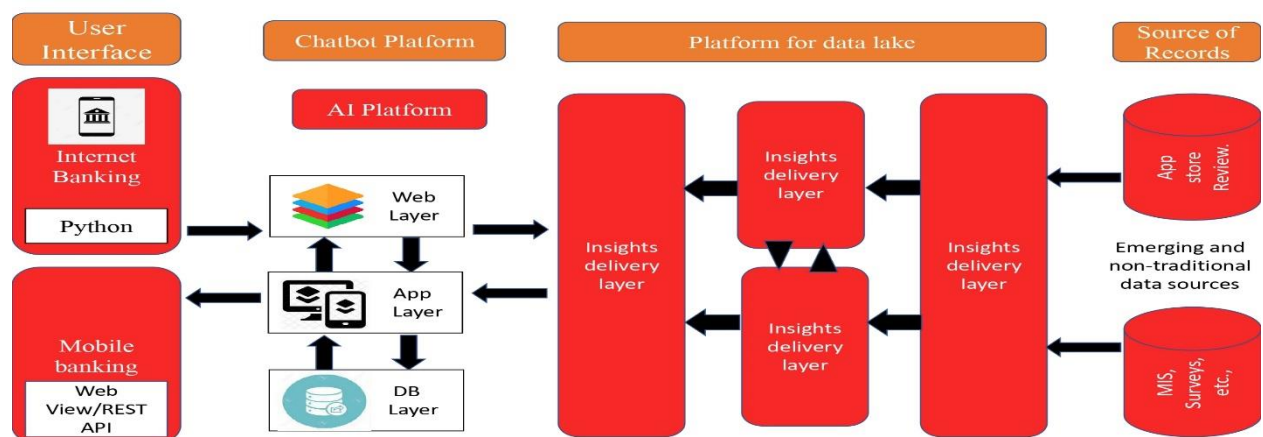 User
Interface
Chatbot Platform
Platform for data lake
Source of
Records
Internet
Banking
Python
Mobile
banking
Web
View/REST
API
AI Platform
Web
Layer
App
Layer
DB
Layer
Insights
delivery
layer
Insights
delivery
layer
Insights
delivery
layer
Insights
delivery
layer
App
store
Review.
Emerging and
non-traditional
data sources
MIS,
Surveys,
etc.,